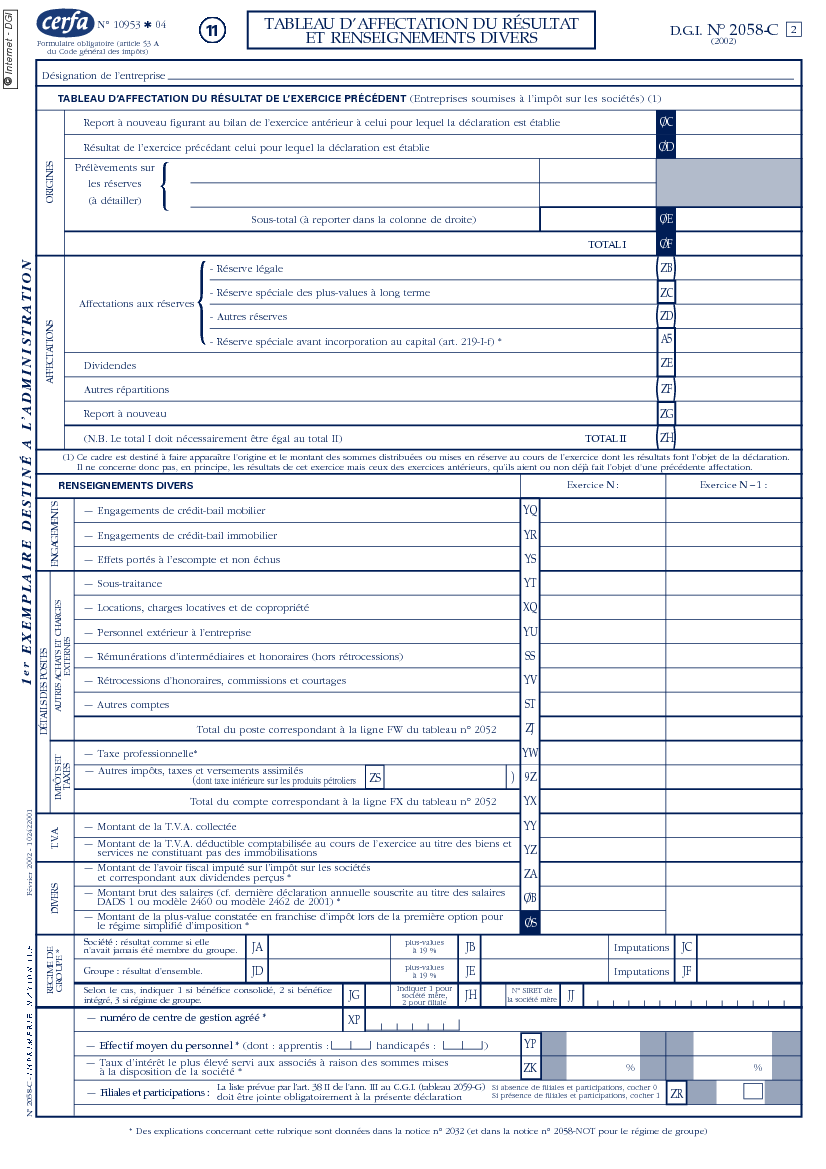 © Internet - DGI
cerfa N° 10953 ✱ 04
Formulaire obligatoire (article 53 A
du Code général des impôts)
11
TABLEAU D'AFFECTATION DU RÉSULTAT
ET RENSEIGNEMENTS DIVERS
D.G.I. N° 2058-C 2
(2002)
Désignation de l'entreprise
TABLEAU D'AFFECTATION DU RÉSULTAT DE L'EXERCICE PRÉCÉDENT (Entreprises soumises à l'impôt sur les sociétés) (1)
ORIGINES
Report à nouveau figurant au bilan de l'exercice antérieur à celui pour lequel la déclaration est établie ØC
Résultat de l'exercice précédant celui pour lequel la déclaration est établie ØD
Prélèvements sur
les réserves
(à détailler)
Sous-total (à reporter dans la colonne de droite) ØE
TOTAL I ØF
AFFECTATIONS
Affectations aux réserves
- Réserve légale ZB
- Réserve spéciale des plus-values à long terme ZC
- Autres réserves ZD
- Réserve spéciale avant incorporation au capital (art. 219-I-f) * A5
Dividendes ZE
Autres répartitions ZF
Report à nouveau ZG
(N.B. Le total I doit nécessairement être égal au total II) TOTAL II ZH
(1) Ce cadre est destiné à faire apparaître l'origine et le montant des sommes distribuées ou mises en réserve au cours de l'exercice dont les résultats font l'objet de la déclaration.
Il ne concerne donc pas, en principe, les résultats de cet exercice mais ceux des exercices antérieurs, qu'ils aient ou non déjà fait l'objet d'une précédente affectation.
RENSEIGNEMENTS DIVERS Exercice N : Exercice N – 1 :
ENGAGEMENTS
— Engagements de crédit-bail mobilier YQ
— Engagements de crédit-bail immobilier YR
— Effets portés à l'escompte et non échus YS
DÉTAILS DES POSTES
AUTRES ACHATS ET CHARGES
EXTERNES
— Sous-traitance YT
— Locations, charges locatives et de copropriété XQ
— Personnel extérieur à l'entreprise YU
— Rémunérations d'intermédiaires et honoraires (hors rétrocessions) SS
— Rétrocessions d'honoraires, commissions et courtages YV
— Autres comptes ST
Total du poste correspondant à la ligne FW du tableau n° 2052 ZJ
IMPÔTS ET
TAXES
— Taxe professionnelle* YW
— Autres impôts, taxes et versements assimilés
(dont taxe intérieure sur les produits pétroliers ZS ) 9Z
Total du compte correspondant à la ligne FX du tableau n° 2052 YX
T.V.A.
— Montant de la T.V.A. collectée YY
— Montant de la T.V.A. déductible comptabilisée au cours de l'exercice au titre des biens et
services ne constituant pas des immobilisations YZ
DIVERS
— Montant de l'avoir fiscal imputé sur l'impôt sur les sociétés
et correspondant aux dividendes perçus * ZA
— Montant brut des salaires (cf. dernière déclaration annuelle souscrite au titre des salaires
DADS 1 ou modèle 2460 ou modèle 2462 de 2001) * ØB
— Montant de la plus-value constatée en franchise d'impôt lors de la première option pour
le régime simplifié d'imposition * ØS
RÉGIME DE
GROUPE *
Société : résultat comme si elle
n'avait jamais été membre du groupe. JA plus-values
à 19 % JB Imputations JC
Groupe : résultat d'ensemble. JD plus-values
à 19 % JE Imputations JF
Selon le cas, indiquer 1 si bénéfice consolidé, 2 si bénéfice
intégré, 3 si régime de groupe. JG
Indiquer 1 pour
société mère,
2 pour filiale JH
N° SIRET de
la société mère JJ
— numéro de centre de gestion agréé * XP
— Effectif moyen du personnel * (dont : apprentis : handicapés : ) YP
— Taux d'intérêt le plus élevé servi aux associés à raison des sommes mises
à la disposition de la société * ZK % %
— Filiales et participations : La liste prévue par l'art. 38 II de l'ann. III au C.G.I. (tableau 2059-G)
doit être jointe obligatoirement à la présente déclaration
Si absence de filiales et participations, cocher 0
Si présence de filiales et participations, cocher 1 ZR
* Des explications concernant cette rubrique sont données dans la notice n° 2032 (et dans la notice n° 2058-NOT pour le régime de groupe)
1er EXEMPLAIRE DESTINÉ A L'ADMINISTRATION
Février 2002 - 1 024 22001
N° 2058-C - IMPRIMERIE NATIONALE